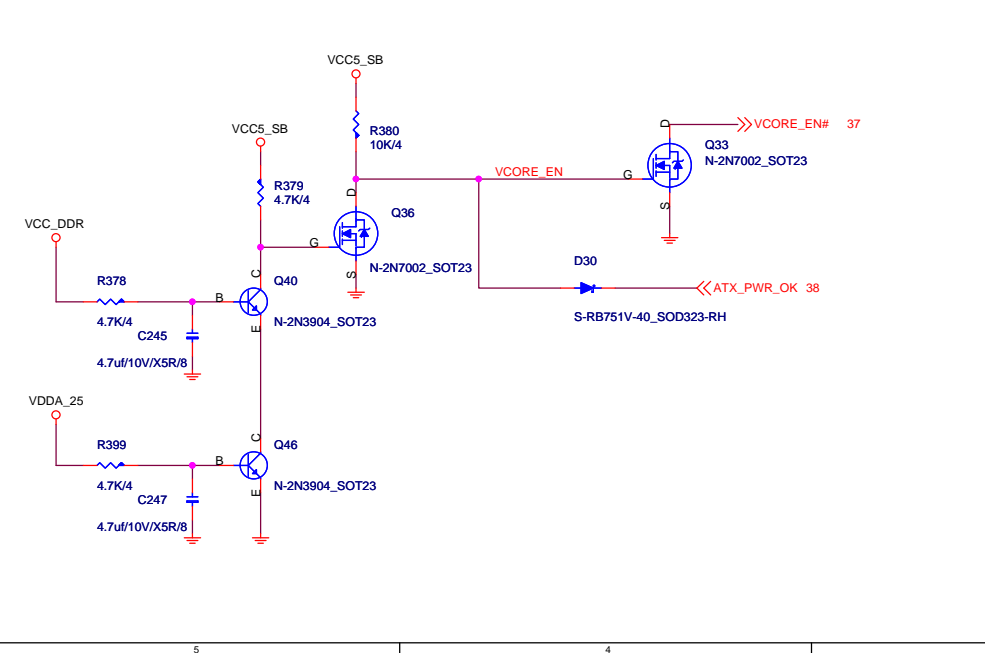 VCC5_SB
VCC5_SB
R380
10K/4
D
VCORE_EN# 37
Q33
N-2N7002_SOT23
R379
4.7K/4
VCORE_EN
G
S
D
Q36
G
S
N-2N7002_SOT23
VCC_DDR
R378
4.7K/4
C245
4.7uf/10V/X5R/8
B
C
Q40
E
N-2N3904_SOT23
D30
ATX_PWR_OK 38
S-RB751V-40_SOD323-RH
VDDA_25
R399
4.7K/4
C247
4.7uf/10V/X5R/8
B
C
Q46
E
N-2N3904_SOT23
5
4